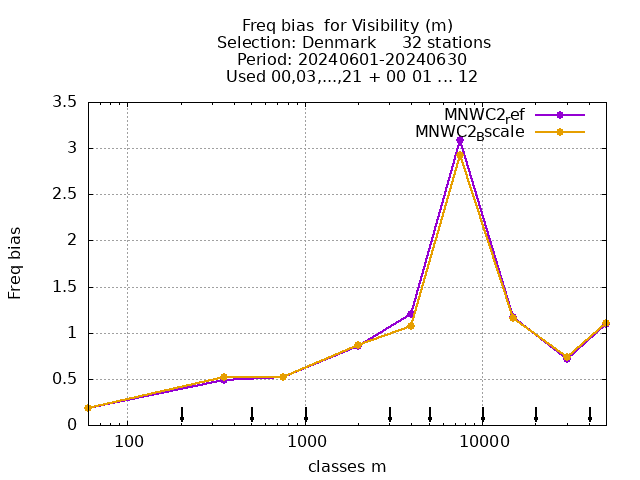 Freq bias  for Visibility (m)
Selection: Denmark     32 stations
Period: 20240601-20240630
Used 00,03,...,21 + 00 01 ... 12
MNWC2ref
MNWC2Bscale
3.5
3
2.5
2
1.5
1
0.5
0
Freq bias
100
1000
10000
classes m